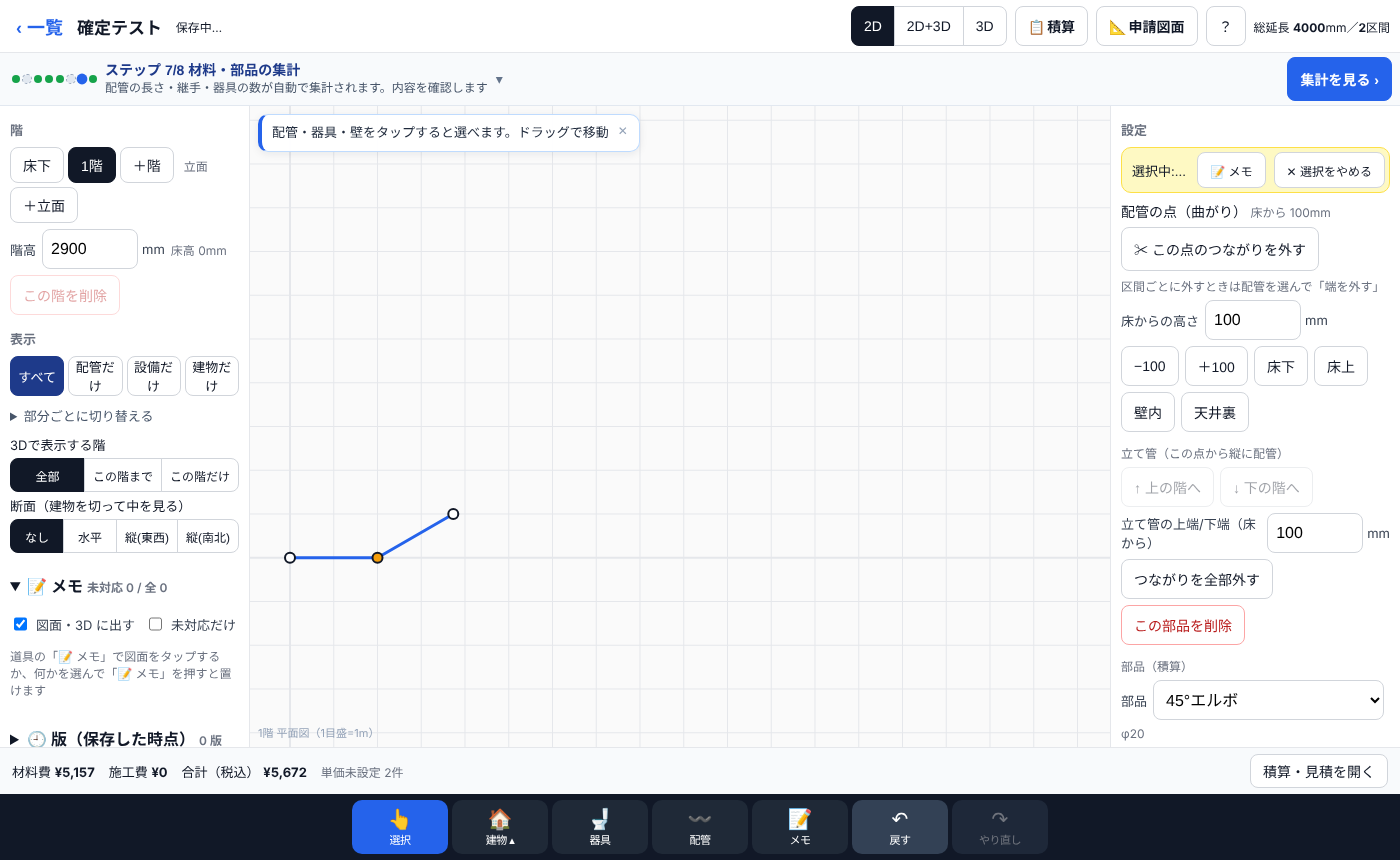 ‹ 一覧 確定テスト 保存中...
2D 2D+3D 3D 📋 積算 📐 申請図面 ? 総延長 4000mm／2区間
ステップ 7/8 材料・部品の集計
配管の長さ・継手・器具の数が自動で集計されます。内容を確認します ▼
集計を見る ›
階
床下 1階 ＋階 立面
＋立面
階高 2900 mm 床高 0mm
この階を削除
表示
すべて 配管だけ 設備だけ 建物だけ
▶ 部分ごとに切り替える
3Dで表示する階
全部 この階まで この階だけ
断面（建物を切って中を見る）
なし 水平 縦(東西) 縦(南北)
▼ 📝 メモ 未対応 0 / 全 0
図面・3D に出す 未対応だけ
道具の「📝 メモ」で図面をタップする
か、何かを選んで「📝 メモ」を押すと置
けます
▶ 🕘 版（保存した時点） 0 版
配管・器具・壁をタップすると選べます。ドラッグで移動 ×
1階 平面図（1目盛=1m）
設定
選択中:... 📝 メモ ✕ 選択をやめる
配管の点（曲がり） 床から 100mm
✂ この点のつながりを外す
区間ごとに外すときは配管を選んで「端を外す」
床からの高さ 100 mm
−100 ＋100 床下 床上
壁内 天井裏
立て管（この点から縦に配管）
↑ 上の階へ ↓ 下の階へ
立て管の上端/下端（床から） 100 mm
つながりを全部外す
この部品を削除
部品（積算）
部品 45°エルボ
φ20
材料費 ¥5,157 施工費 ¥0 合計（税込） ¥5,672 単価未設定 2件
積算・見積を開く
選択 建物▲ 器具 配管 メモ 戻す やり直し